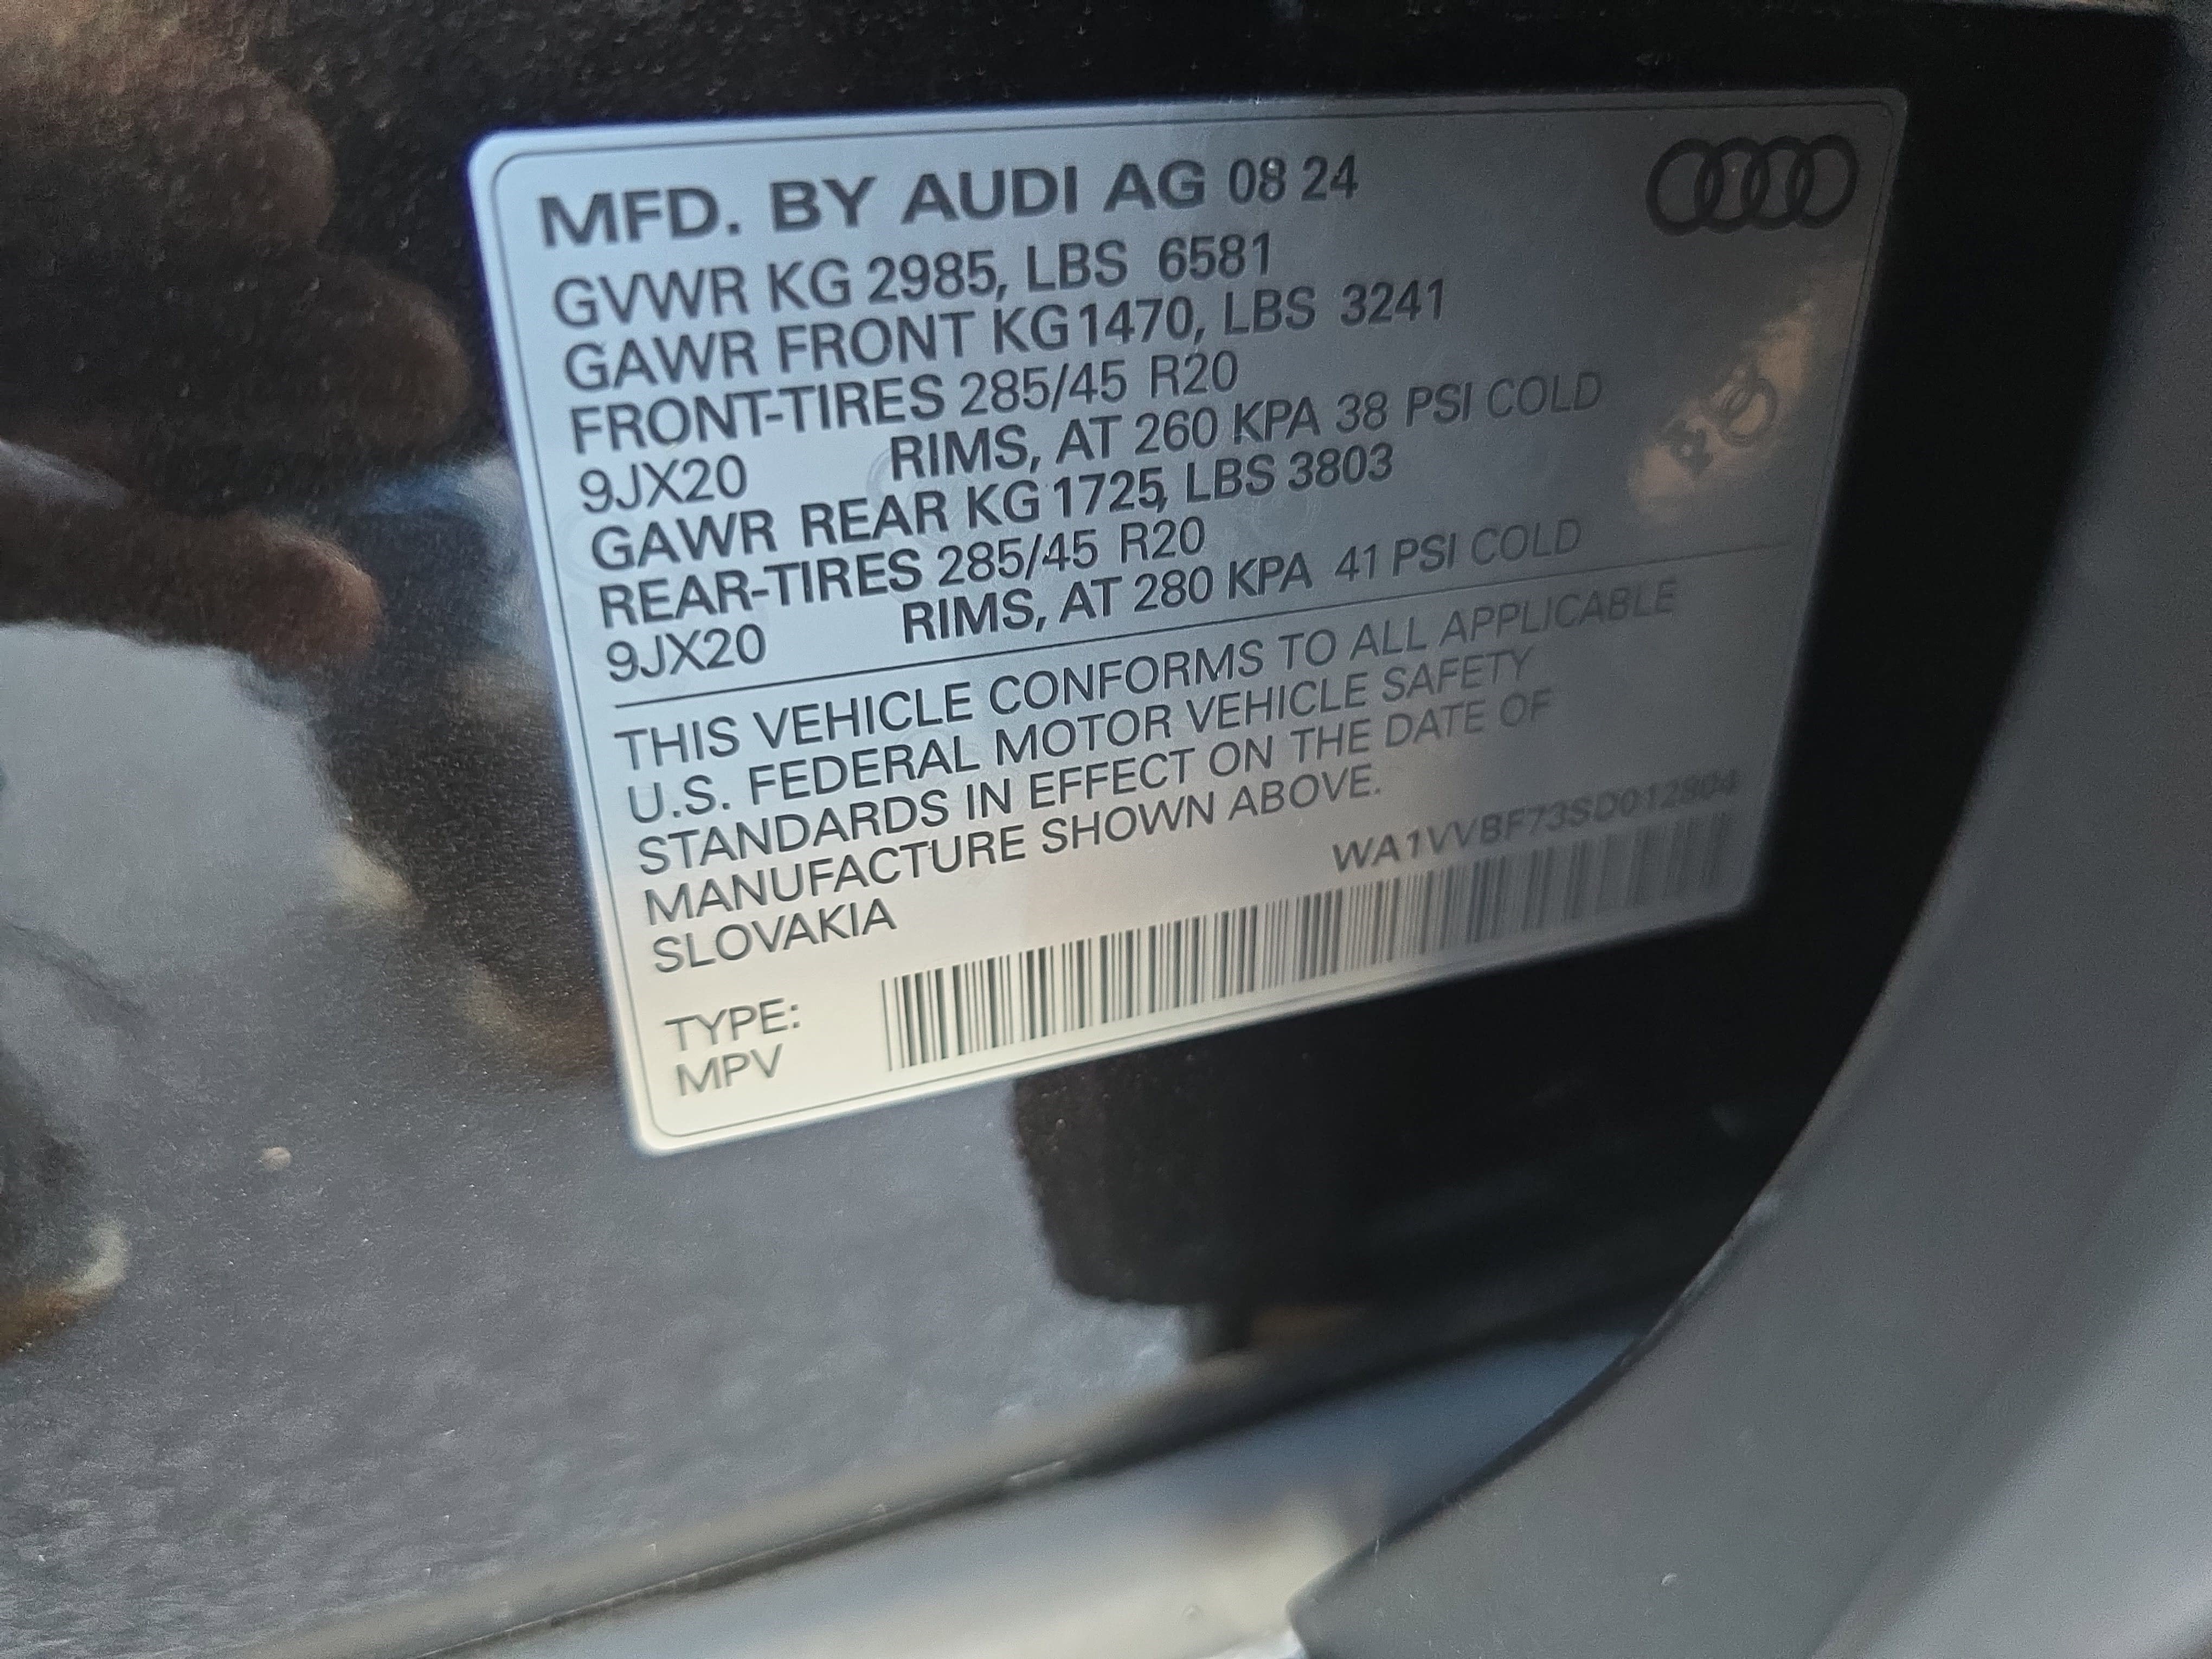 MFD. BY AUDI AG 08 24
GVWR KG 2985, LBS 6581
GAWR FRONT KG 1470, LBS 3241
FRONT-TIRES 285/45 R20
9JX20 RIMS, AT 260 KPA 38 PSI COLD
GAWR REAR KG 1725, LBS 3803
REAR-TIRES 285/45 R20
9JX20 RIMS, AT 280 KPA 41 PSI COLD
THIS VEHICLE CONFORMS TO ALL APPLICABLE
U.S. FEDERAL MOTOR VEHICLE SAFETY
STANDARDS IN EFFECT ON THE DATE OF
MANUFACTURE SHOWN ABOVE.
SLOVAKIA
WA1VVBF73SD012804
TYPE:
MPV